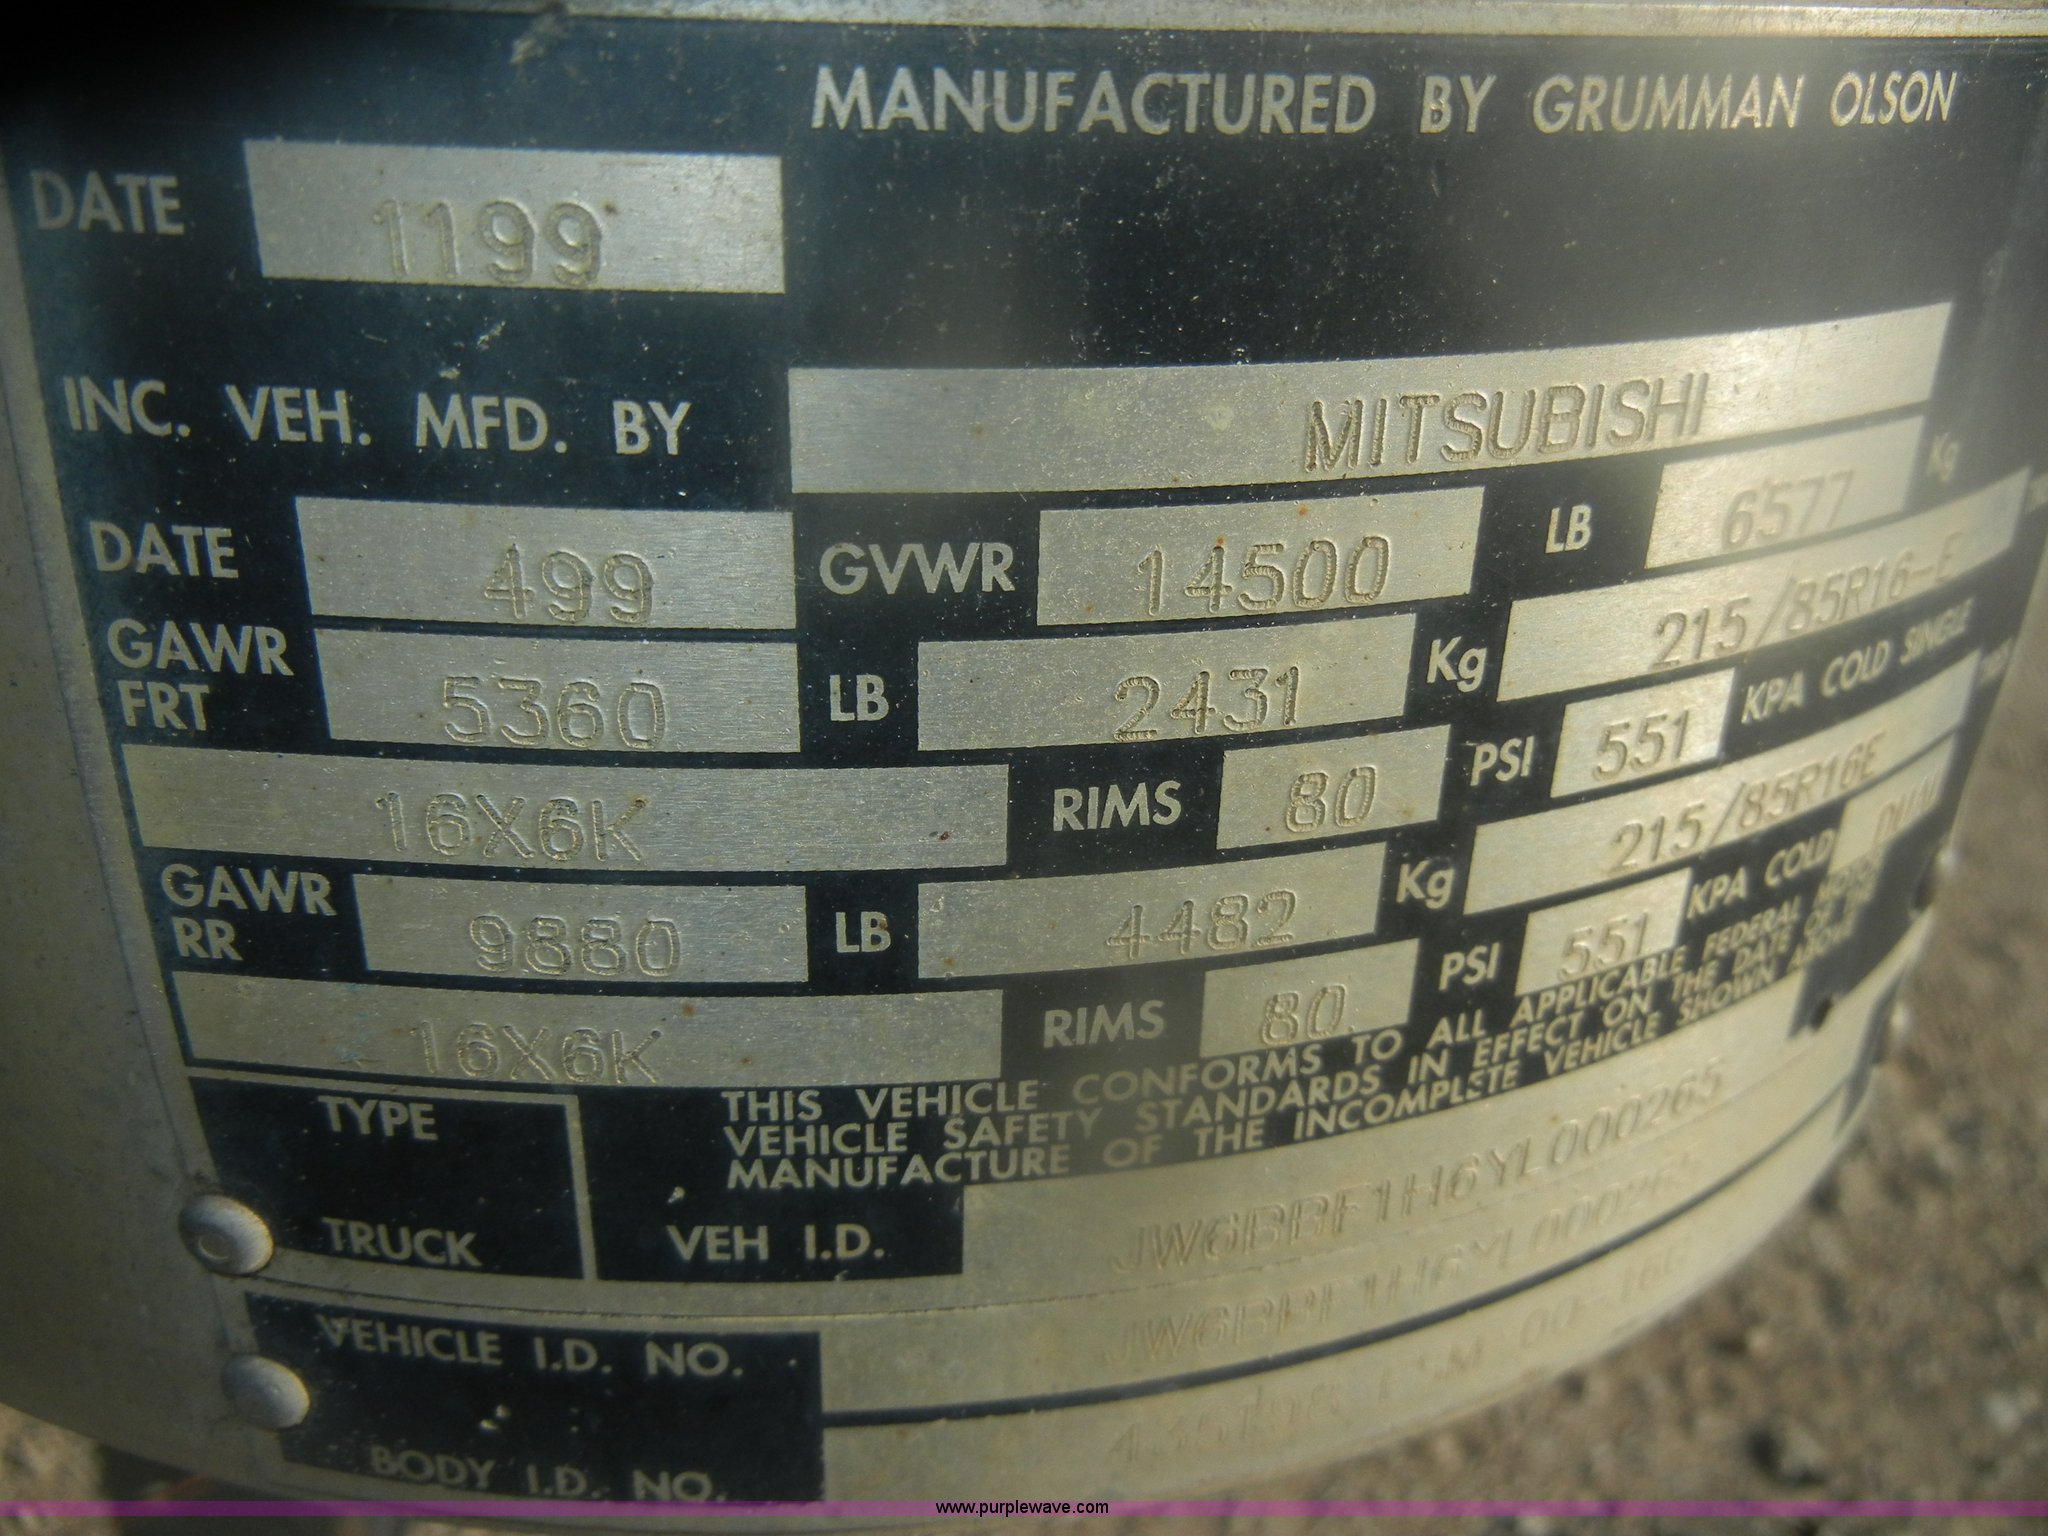 MANUFACTURED BY GRUMMAN OLSON
DATE 1199
INC. VEH. MFD. BY MITSUBISHI
DATE 499 GVWR 14500 LB 6577 Kg
GAWR FRT 5360 LB 2431 Kg 215/85R16-E
16X6K RIMS 80 PSI 551 KPA COLD SINGLE
GAWR RR 9880 LB 4482 Kg 215/85R16E
16X6K RIMS 80 PSI 551 KPA COLD DUAL
TYPE
TRUCK
THIS VEHICLE CONFORMS TO ALL APPLICABLE FEDERAL MOTOR
VEHICLE SAFETY STANDARDS IN EFFECT ON THE DATE OF THE
MANUFACTURE OF THE INCOMPLETE VEHICLE SHOWN ABOVE
VEH I.D. JW6BBF1H6YL000265
VEHICLE I.D. NO. JW6BBF1H6YL000265
BODY I.D. NO.
www.purplewave.com